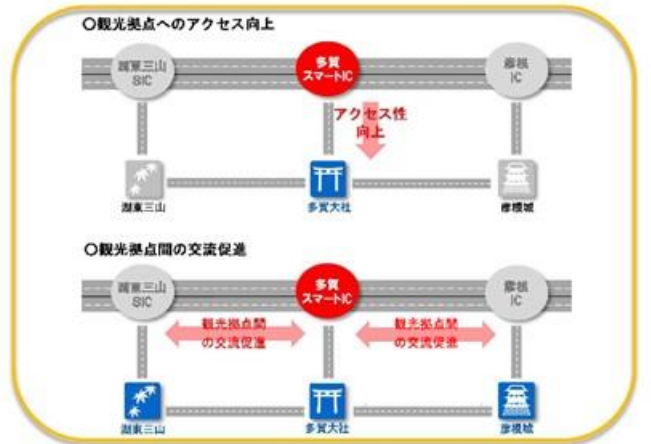 〇観光拠点へのアクセス向上
湖東三山
SIC
多賀
スマートIC
彦根
IC
アクセス性
向上
湖東三山
多賀大社
彦根城
〇観光拠点間の交流促進
湖東三山
SIC
多賀
スマートIC
彦根
IC
観光拠点間
の交流促進
観光拠点間
の交流促進
湖東三山
多賀大社
彦根城